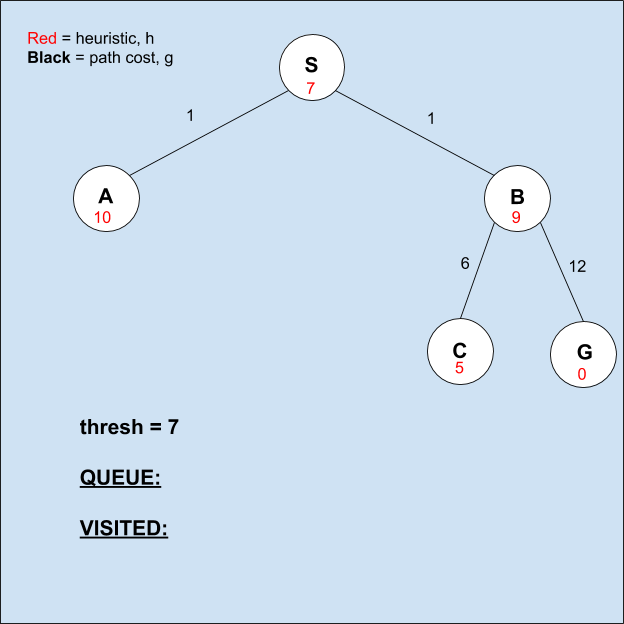 Red = heuristic, h
Black = path cost, g
S
7
1
1
A
10
B
9
6
12
C
5
G
0
thresh = 7
QUEUE:
VISITED: